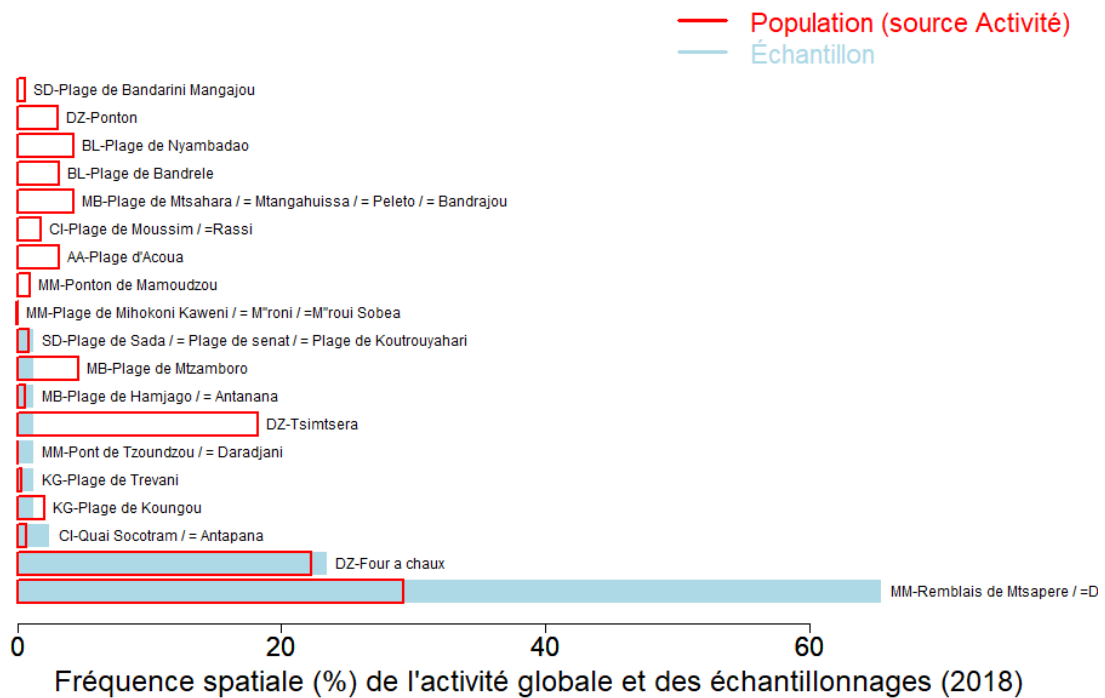 Population (source Activité)
Échantillon
SD-Plage de Bandarini Mangajou
DZ-Ponton
BL-Plage de Nyambadao
BL-Plage de Bandrele
MB-Plage de Mtsahara / = Mtangahuissa / = Peleto / = Bandrajou
CI-Plage de Moussim / =Rassi
AA-Plage d'Acoua
MM-Ponton de Mamoudzou
MM-Plage de Mihokoni Kaweni / = M"roni / =M"roui Sobea
SD-Plage de Sada / = Plage de senat / = Plage de Koutrouyahari
MB-Plage de Mtzamboro
MB-Plage de Hamjago / = Antanana
DZ-Tsimtsera
MM-Pont de Tzoundzou / = Daradjani
KG-Plage de Trevani
KG-Plage de Koungou
CI-Quai Socotram / = Antapana
DZ-Four a chaux
MM-Remblais de Mtsapere / =D
0 20 40 60
Fréquence spatiale (%) de l'activité globale et des échantillonnages (2018)